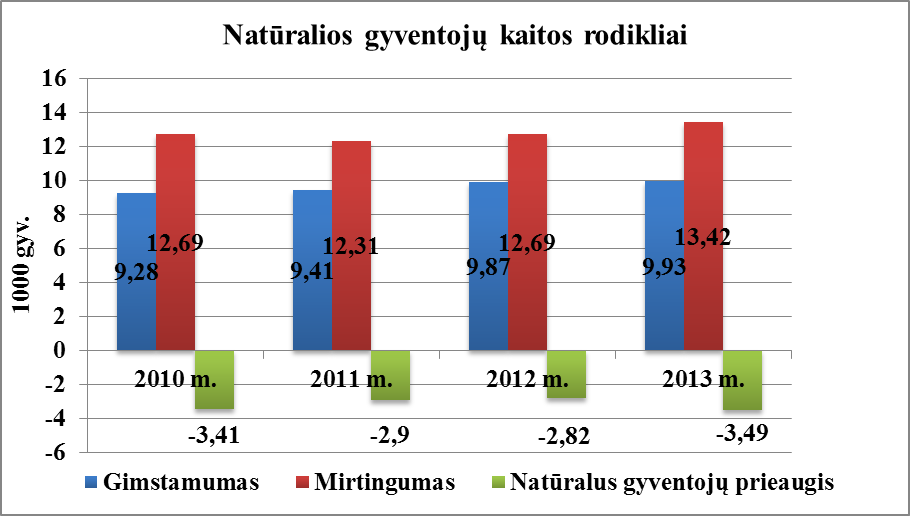 Natūralios gyventojų kaitos rodikliai
16
14
12
10
8
6
4
2
0
-2
-4
-6
1000 gyv.
9,28 12,69 9,41 12,31 9,87 12,69 9,93 13,42
2010 m. 2011 m. 2012 m. 2013 m.
-3,41 -2,9 -2,82 -3,49
Gimstamumas Mirtingumas Natūralus gyventojų prieaugis